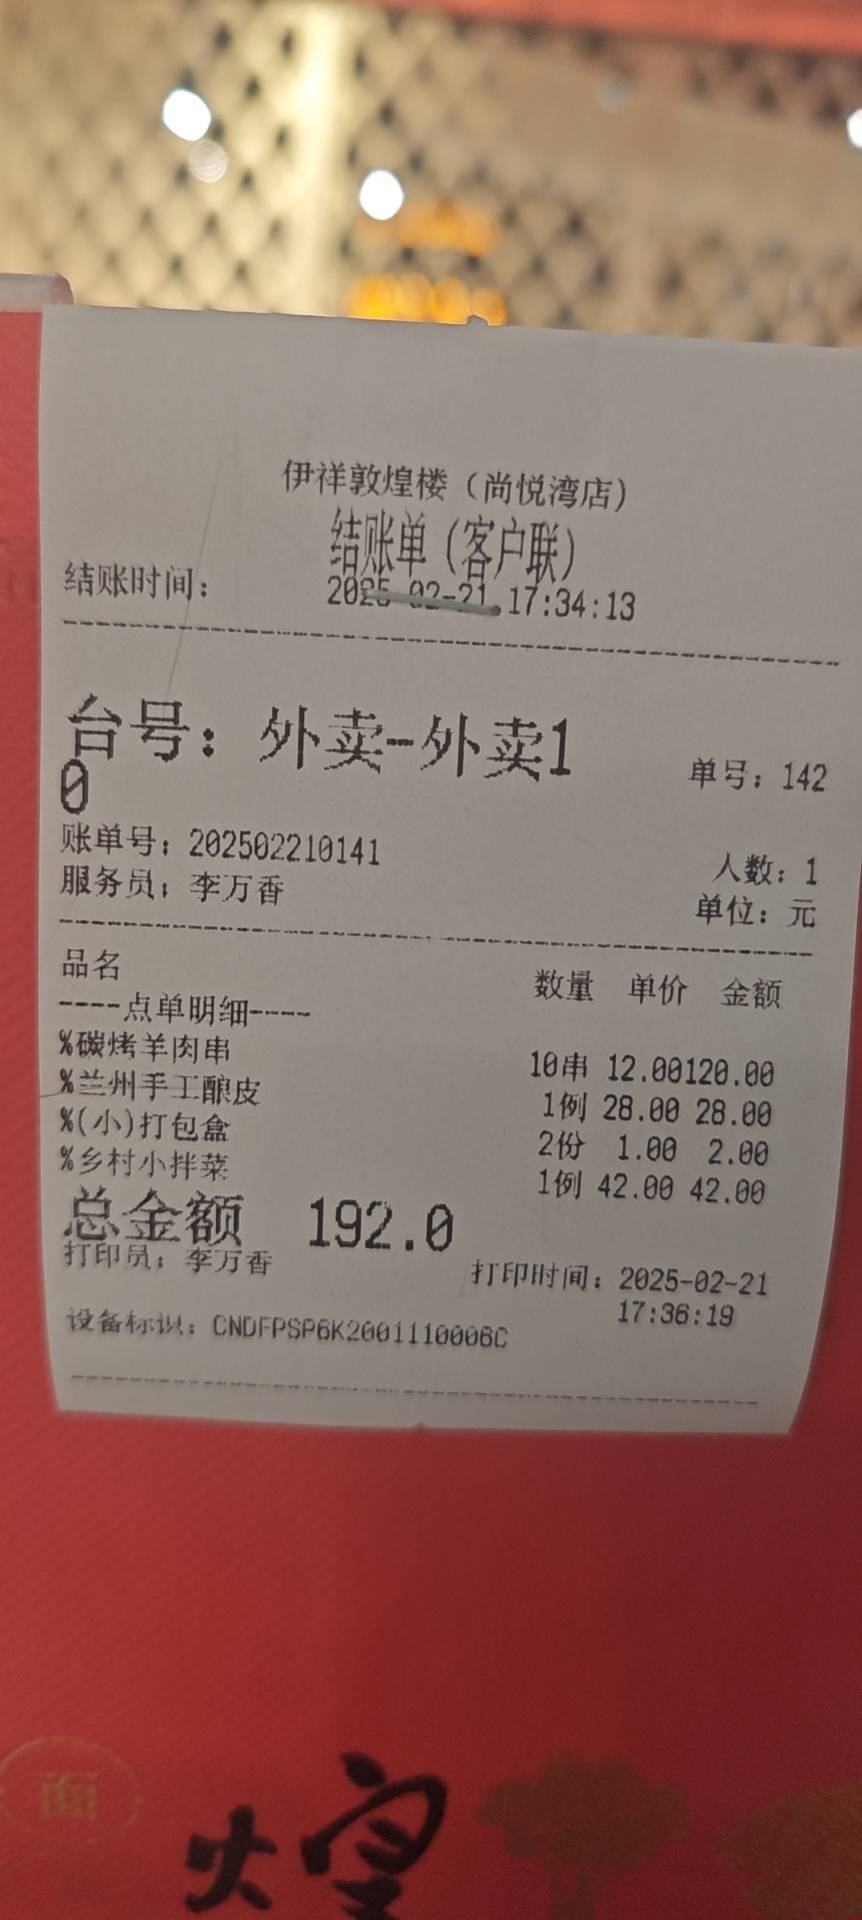 伊祥敦煌楼（尚悦湾店）
结账单（客户联）
结账时间： 2025-02-21 17:34:13
台号：外卖-外卖1
0
单号：142
账单号：202502210141
人数：1
服务员：李万香
单位：元
品名 数量 单价 金额
----点单明细----
%碳烤羊肉串 10串 12.00120.00
%兰州手工酿皮 1例 28.00 28.00
%(小)打包盒 2份 1.00 2.00
%乡村小拌菜 1例 42.00 42.00
总金额 192.0
打印员：李万香 打印时间：2025-02-21
17:36:19
设备标识：CNDFPSP6K2001110006C
面
煌